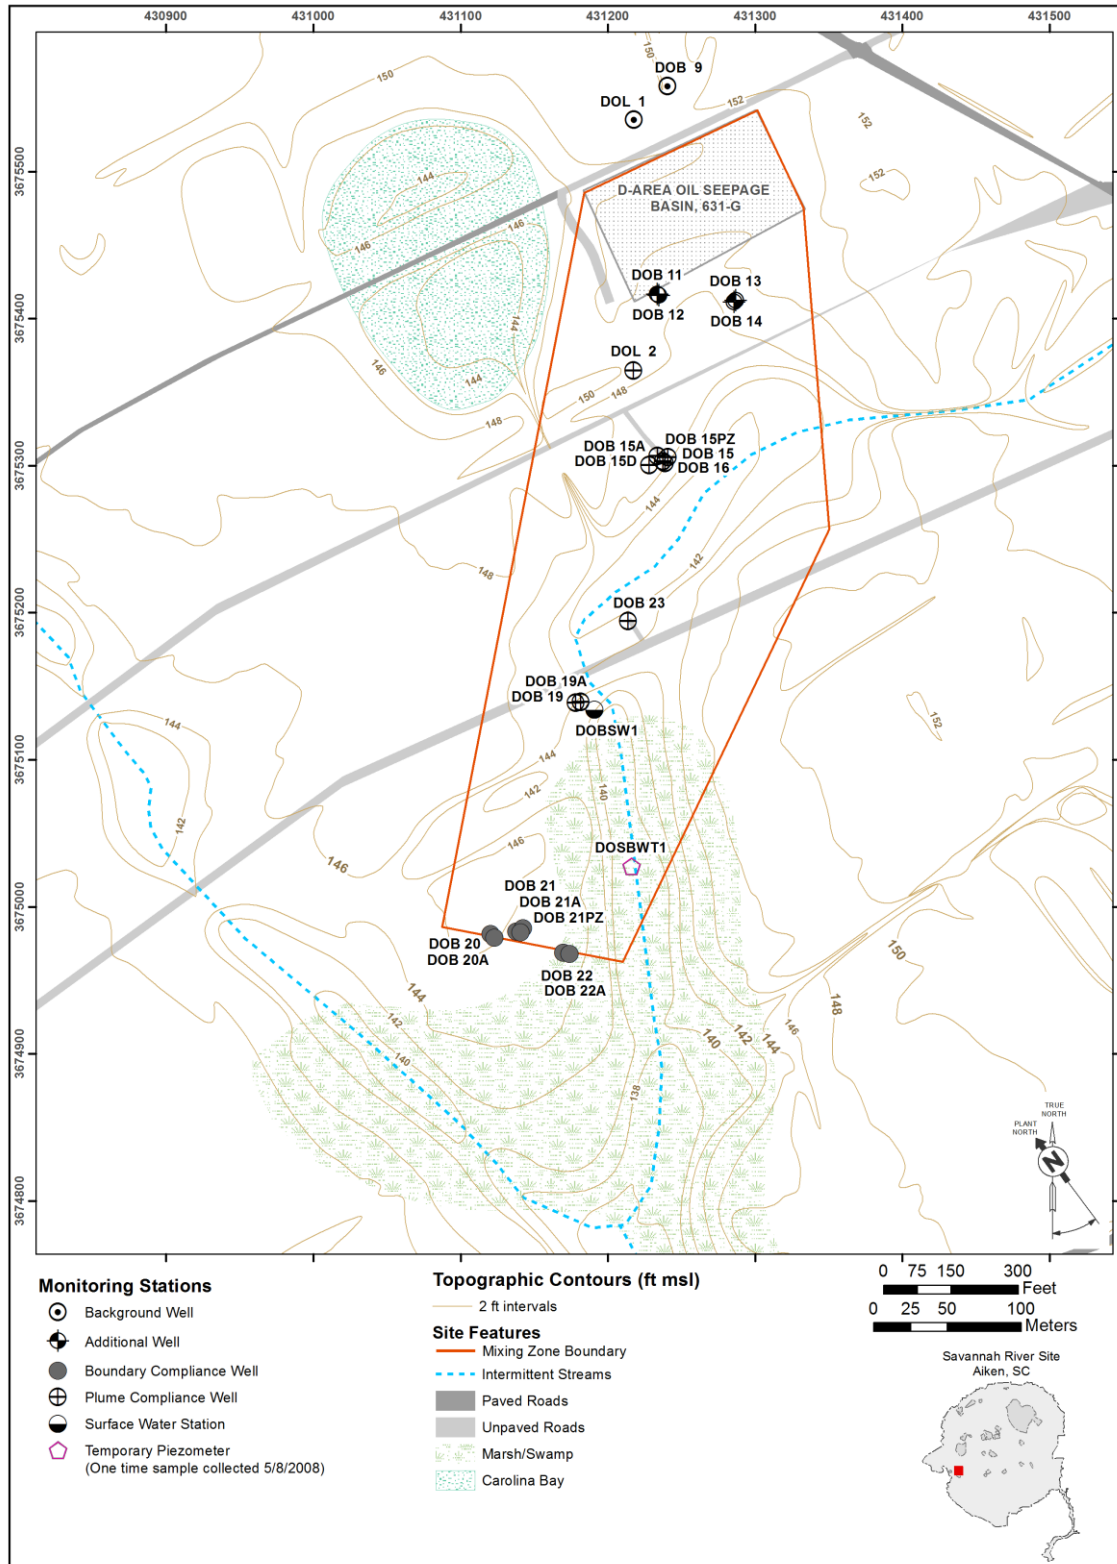 430900 431000 431100 431200 431300 431400 431500
3675500
3675400
3675300
3675200
3675100
3675000
3674900
3674800
150
150
152
152
152
DOB 9
DOL 1
D-AREA OIL SEEPAGE
BASIN, 631-G
144
146
146
144
144
146
148
DOB 11
DOB 12
DOB 13
DOB 14
DOL 2
150
148
DOB 15A
DOB 15D
DOB 15PZ
DOB 15
DOB 16
144
142
148
DOB 23
DOB 19A
DOB 19
DOBSW1
152
144
142
144
142
140
146
146
DOSBWT1
DOB 21
DOB 21A
DOB 21PZ
DOB 20
DOB 20A
DOB 22
DOB 22A
150
148
146
144
142
140
144
142
140
138
TRUE
NORTH
PLANT
NORTH
N
Monitoring Stations
Background Well
Additional Well
Boundary Compliance Well
Plume Compliance Well
Surface Water Station
Temporary Piezometer
(One time sample collected 5/8/2008)
Topographic Contours (ft msl)
2 ft intervals
Site Features
Mixing Zone Boundary
Intermittent Streams
Paved Roads
Unpaved Roads
Marsh/Swamp
Carolina Bay
0 75 150 300
Feet
0 25 50 100
Meters
Savannah River Site
Aiken, SC